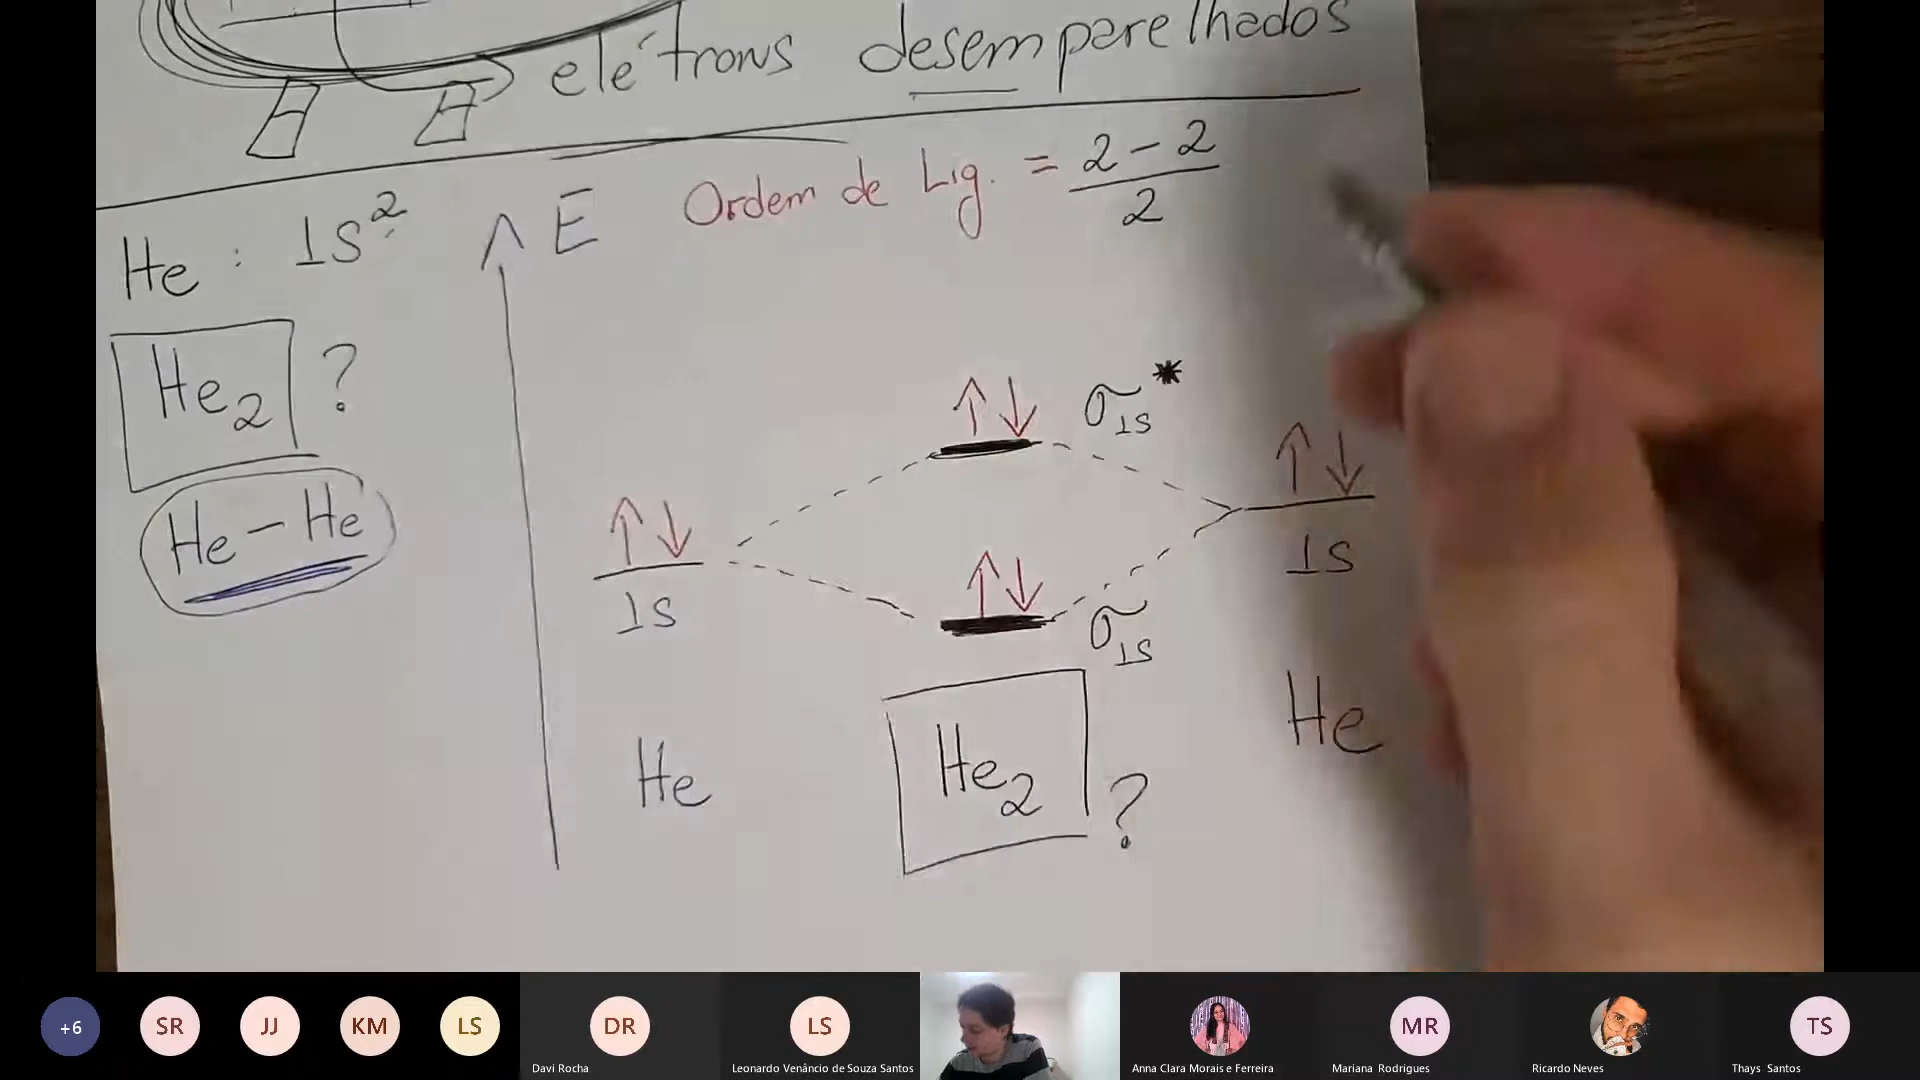 elétrons desemparelhados
Ordem de Lig. = 2 - 2
2
He : 1S²
E
He₂ ?
He - He
↑↓ σ1S*
↑↓
1S
↑↓
1S
↑↓
σ1S
He
He₂ ?
He
+6
SR
JJ
KM
LS
DR
LS
MR
TS
Davi Rocha
Leonardo Venâncio de Souza Santos
Anna Clara Morais e Ferreira
Mariana Rodrigues
Ricardo Neves
Thays Santos